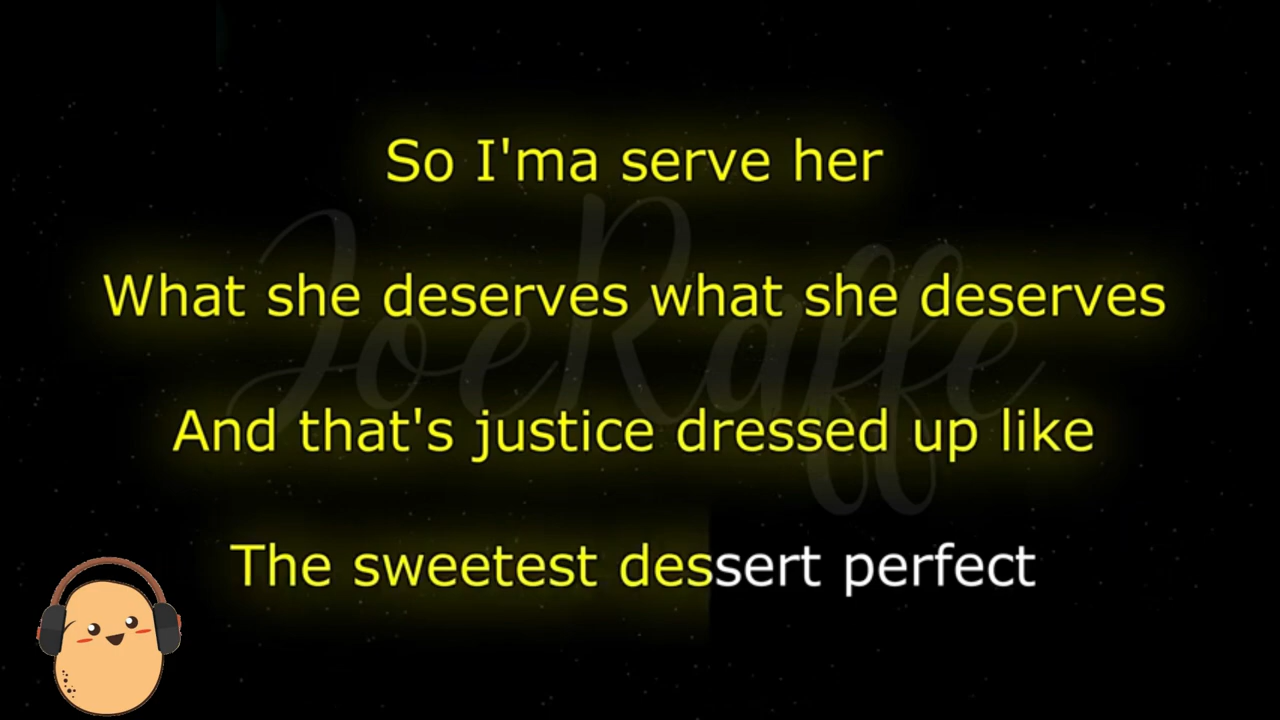 So I'ma serve her
What she deserves what she deserves
And that's justice dressed up like
The sweetest dessert perfect
JoeRaffe